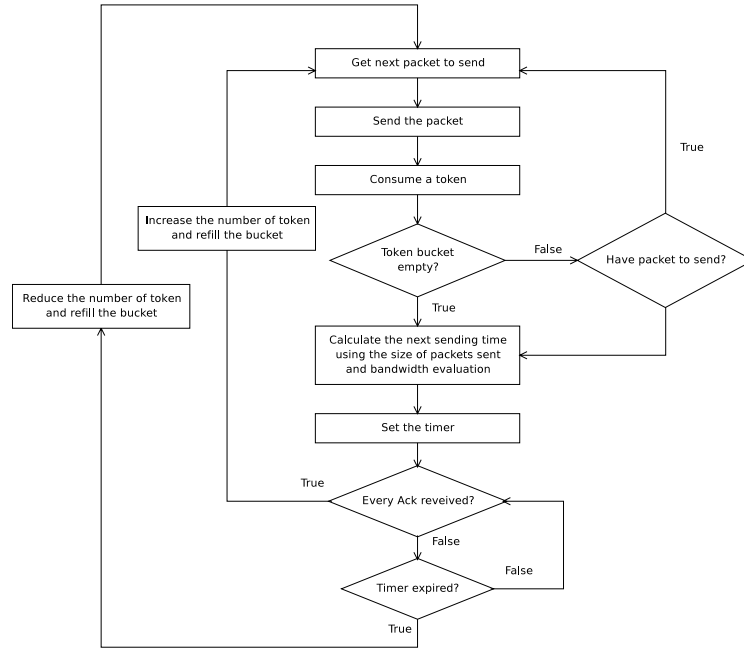 Get next packet to send
Send the packet
True
Consume a token
Increase the number of token
and refill the bucket
Token bucket
empty?
False
Have packet to send?
Reduce the number of token
and refill the bucket
True
Calculate the next sending time
using the size of packets sent
and bandwidth evaluation
Set the timer
True
Every Ack reveived?
False
Timer expired?
False
True